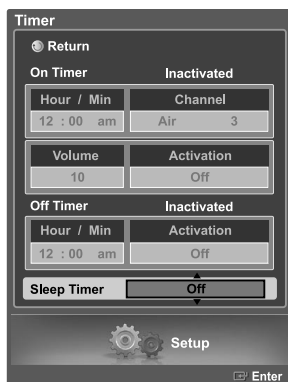 Timer
Return
On Timer Inactivated
Hour / Min Channel
12 : 00 am Air 3
Volume Activation
10 Off
Off Timer Inactivated
Hour / Min Activation
12 : 00 am Off
Sleep Timer Off
Setup
Enter